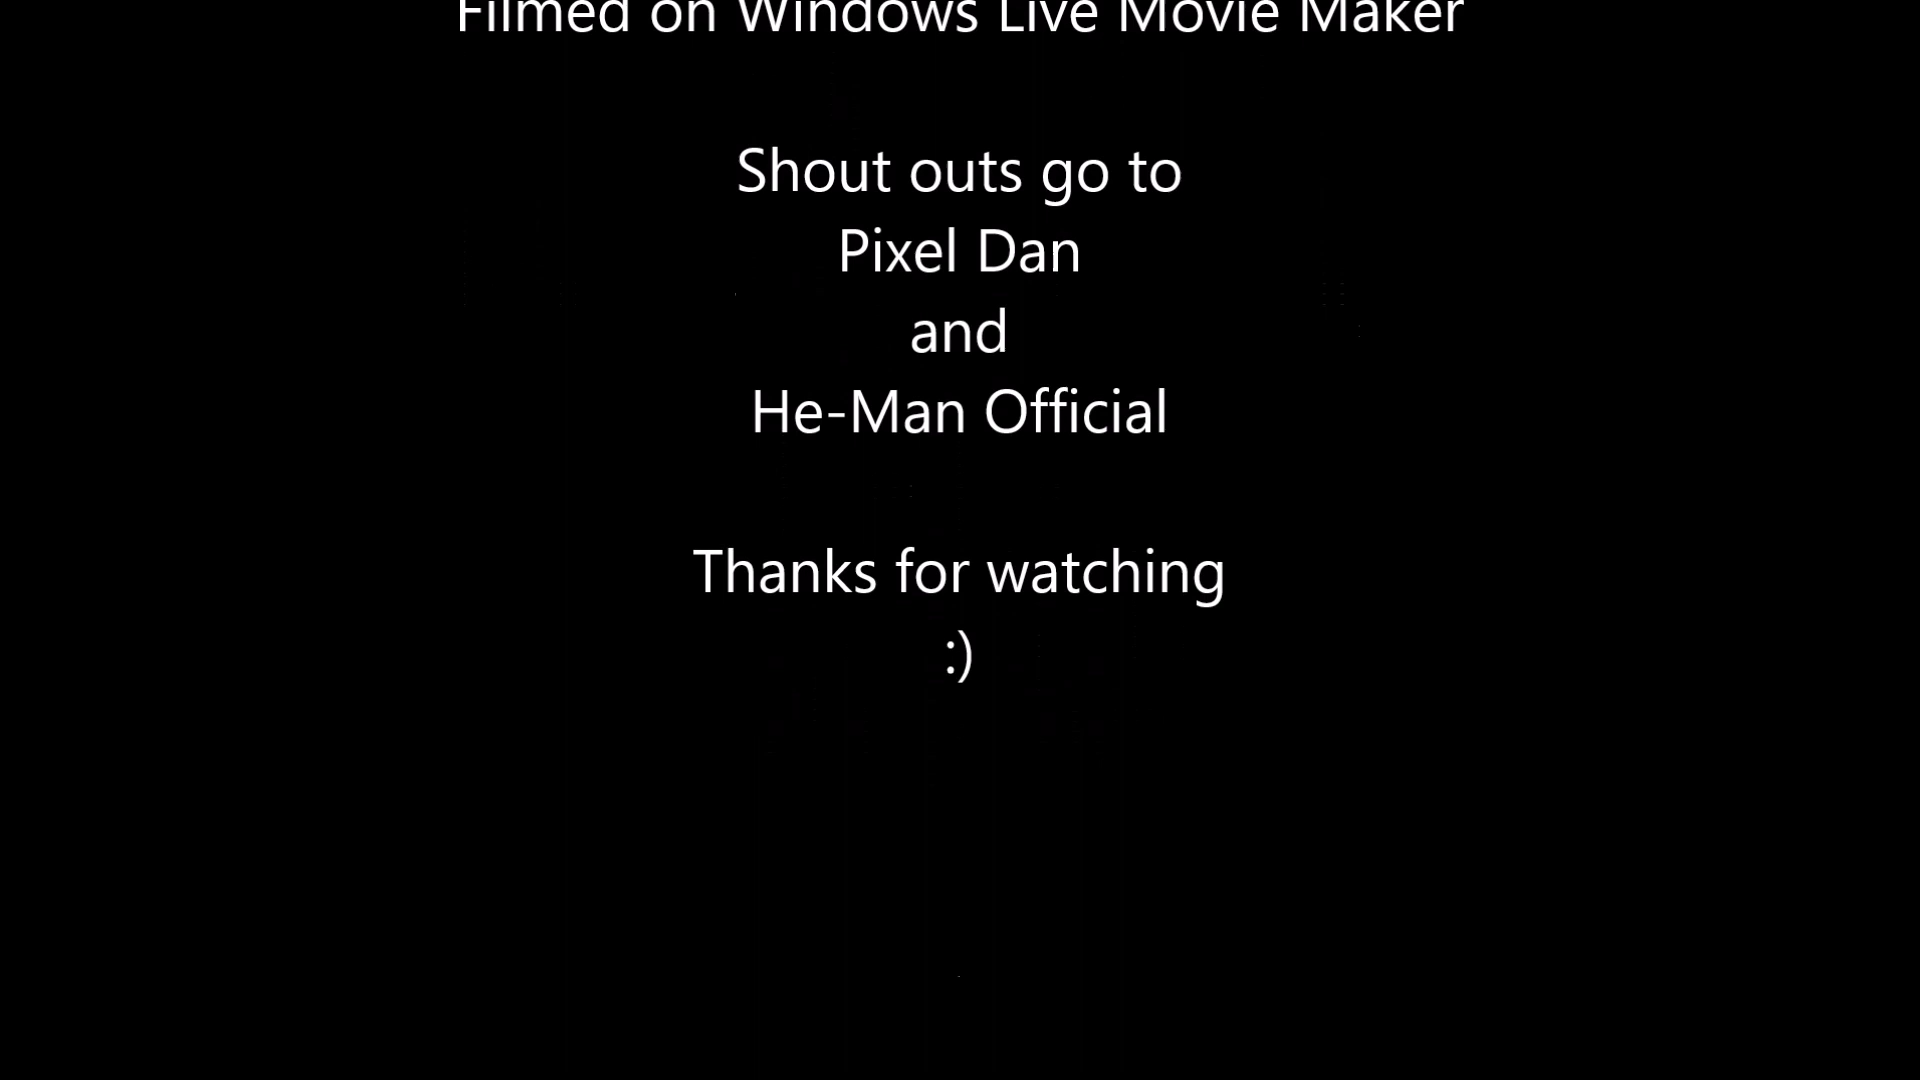 Filmed on Windows Live Movie Maker
Shout outs go to
Pixel Dan
and
He-Man Official
Thanks for watching
:)